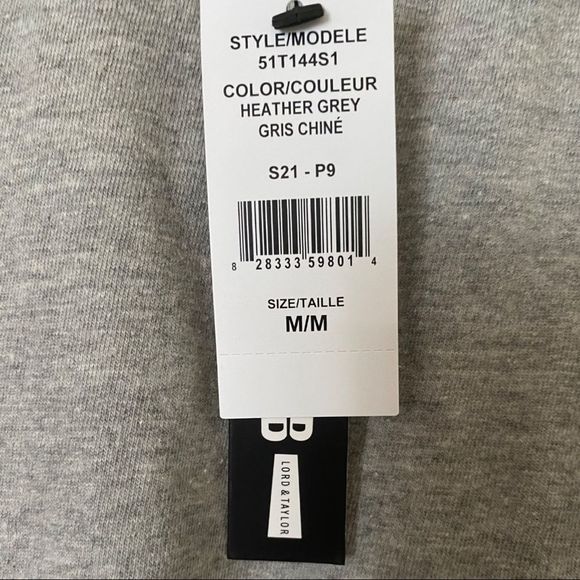 STYLE/MODELE
51T144S1
COLOR/COULEUR
HEATHER GREY
GRIS CHINÉ
S21 - P9
8 28333 59801 4
SIZE/TAILLE
M/M
B
LORD & TAYLOR